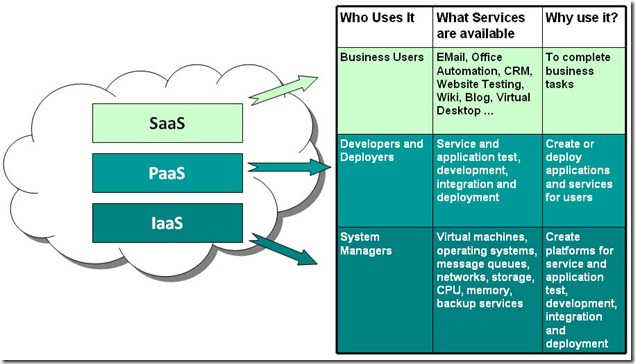 SaaS
PaaS
IaaS
Who Uses It
What Services
are available
Why use it?
Business Users
EMail, Office
Automation, CRM,
Website Testing,
Wiki, Blog, Virtual
Desktop ...
To complete
business
tasks
Developers and
Deployers
Service and
application test,
development,
integration and
deployment
Create or
deploy
applications
and services
for users
System
Managers
Virtual machines,
operating systems,
message queues,
networks, storage,
CPU, memory,
backup services
Create
platforms for
service and
application
test,
development,
integration
and
deployment